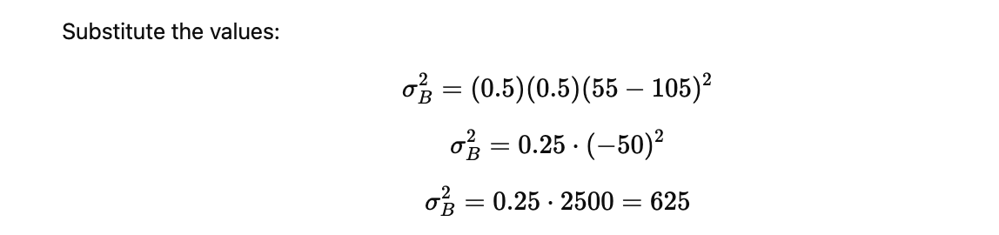 Substitute the values:
σ_B^2 = (0.5)(0.5)(55 − 105)^2
σ_B^2 = 0.25 · (−50)^2
σ_B^2 = 0.25 · 2500 = 625